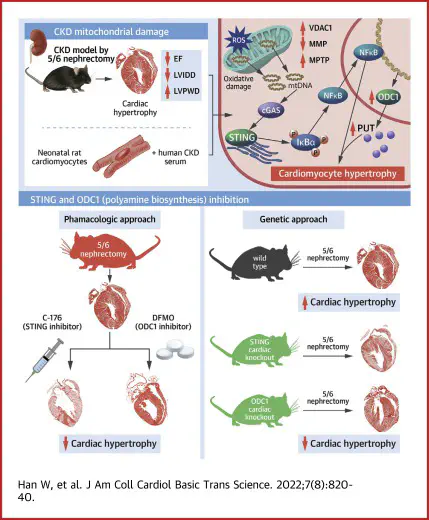 CKD mitochondrial damage
CKD model by
5/6 nephrectomy
Cardiac
hypertrophy
EF
LVIDD
LVPWD
Neonatal rat
cardiomyocytes
+ human CKD
serum
ROS
Oxidative
damage
mtDNA
VDAC1
MMP
MPTP
cGAS
STING
IκBα
P
P
P
NFκB
NFκB
ODC1
PUT
Cardiomyocyte hypertrophy
STING and ODC1 (polyamine biosynthesis) inhibition
Phamacologic approach
5/6
nephrectomy
C-176
(STING inhibitor)
DFMO
(ODC1 inhibitor)
Cardiac hypertrophy
Genetic approach
wild
type
5/6
nephrectomy
Cardiac hypertrophy
STING
cardiac
knockout
5/6
nephrectomy
ODC1
cardiac
knockout
5/6
nephrectomy
Cardiac hypertrophy
Han W, et al. J Am Coll Cardiol Basic Trans Science. 2022;7(8):820-
40.